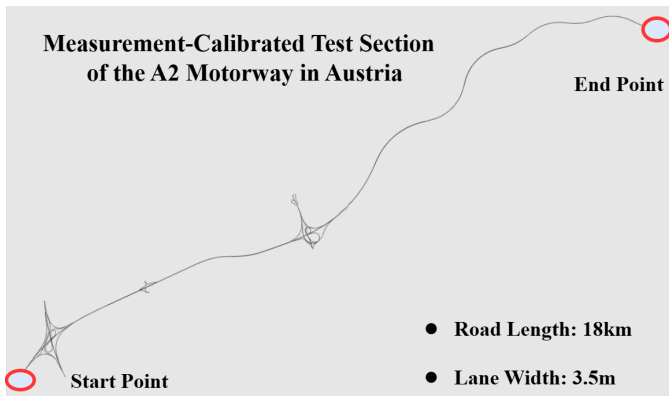 Measurement-Calibrated Test Section
of the A2 Motorway in Austria
End Point
● Road Length: 18km
Start Point
● Lane Width: 3.5m